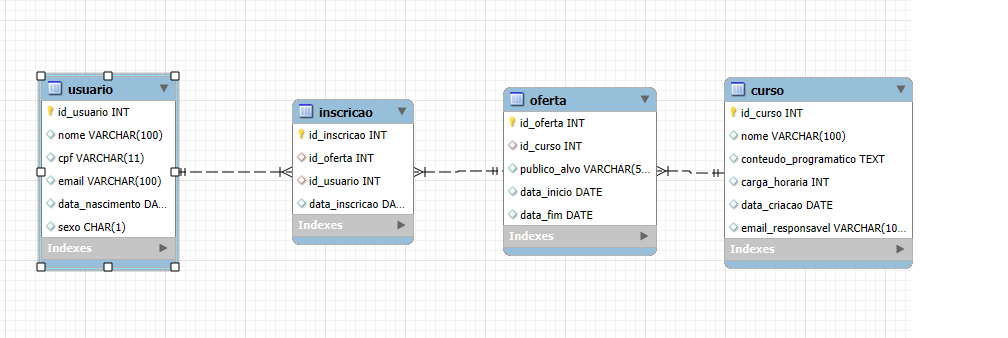 usuario
id_usuario INT
nome VARCHAR(100)
cpf VARCHAR(11)
email VARCHAR(100)
data_nascimento DA...
sexo CHAR(1)
Indexes
inscricao
id_inscricao INT
id_oferta INT
id_usuario INT
data_inscricao DA...
Indexes
oferta
id_oferta INT
id_curso INT
publico_alvo VARCHAR(5...
data_inicio DATE
data_fim DATE
Indexes
curso
id_curso INT
nome VARCHAR(100)
conteudo_programatico TEXT
carga_horaria INT
data_criacao DATE
email_responsavel VARCHAR(10...
Indexes